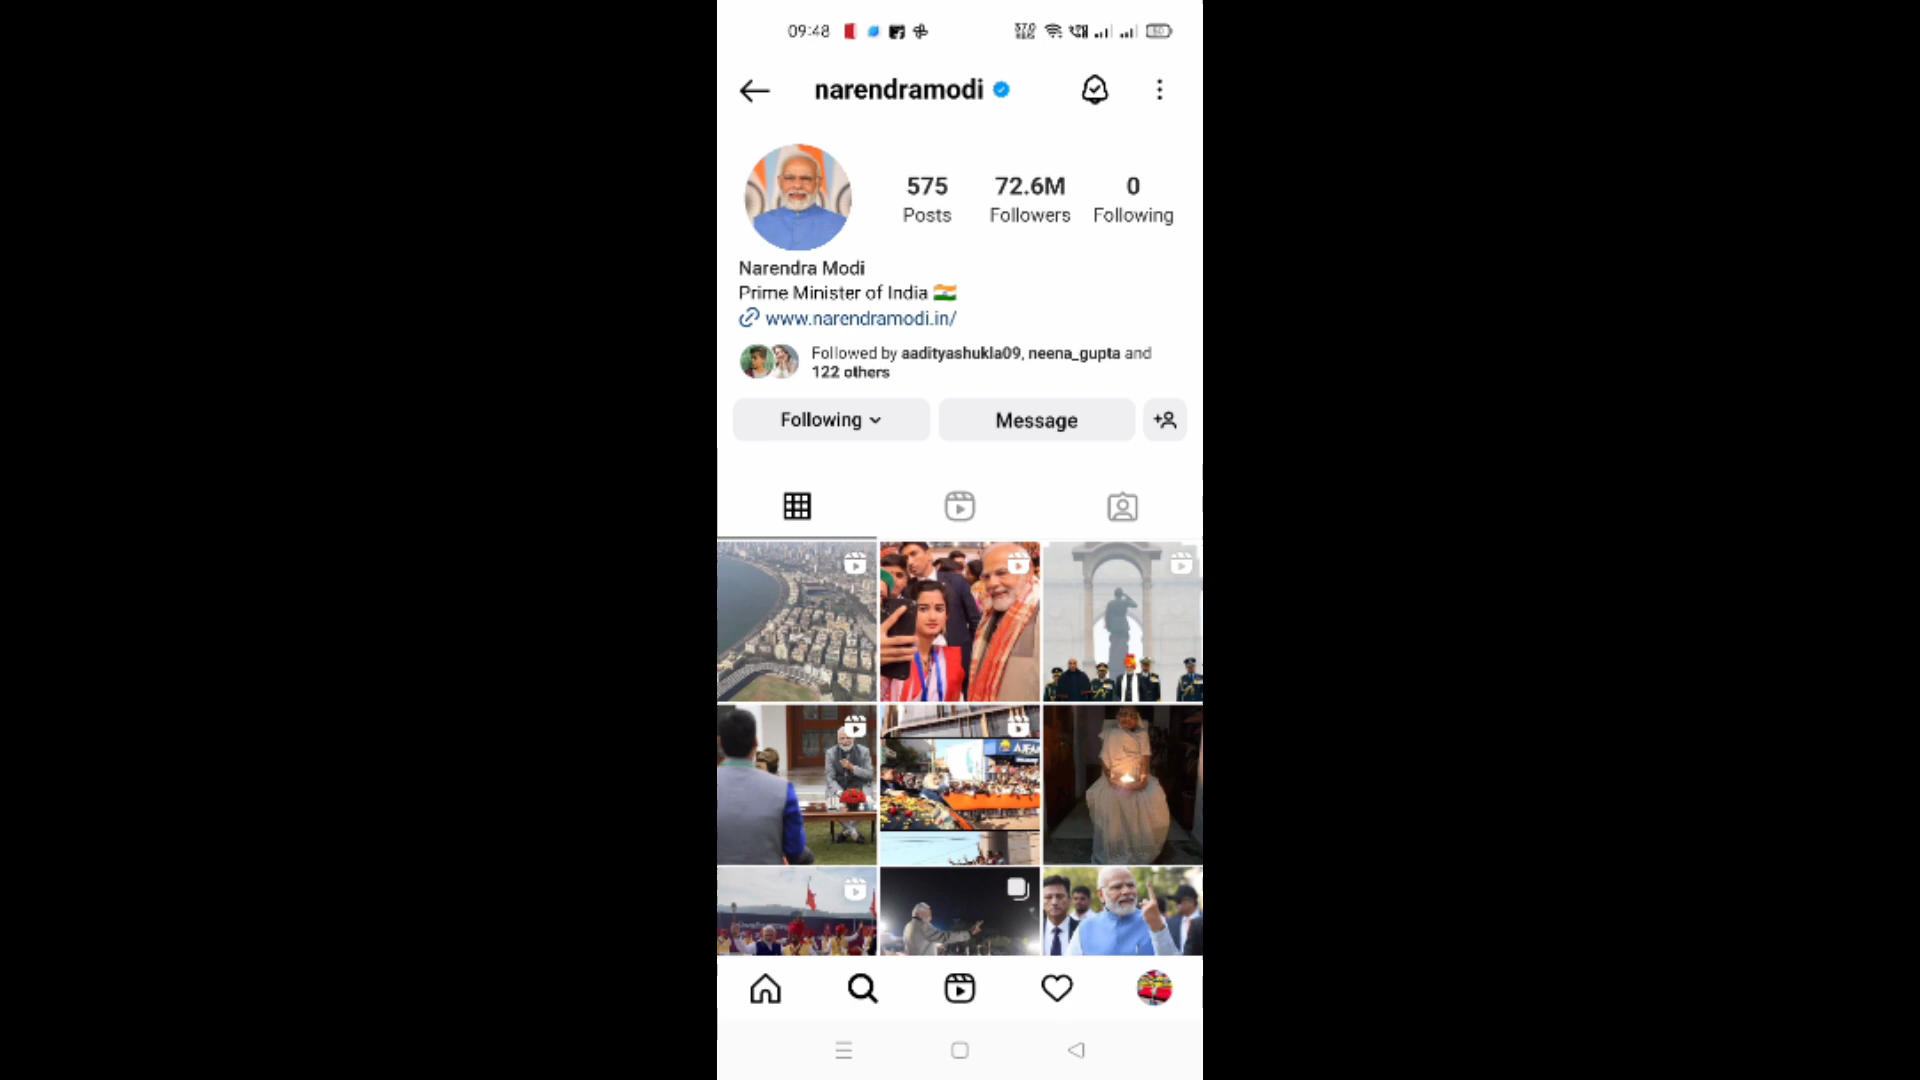 09:48
narendramodi
575 72.6M 0
Posts Followers Following
Narendra Modi
Prime Minister of India
www.narendramodi.in/
Followed by aadityashukla09, neena_gupta and
122 others
Following Message